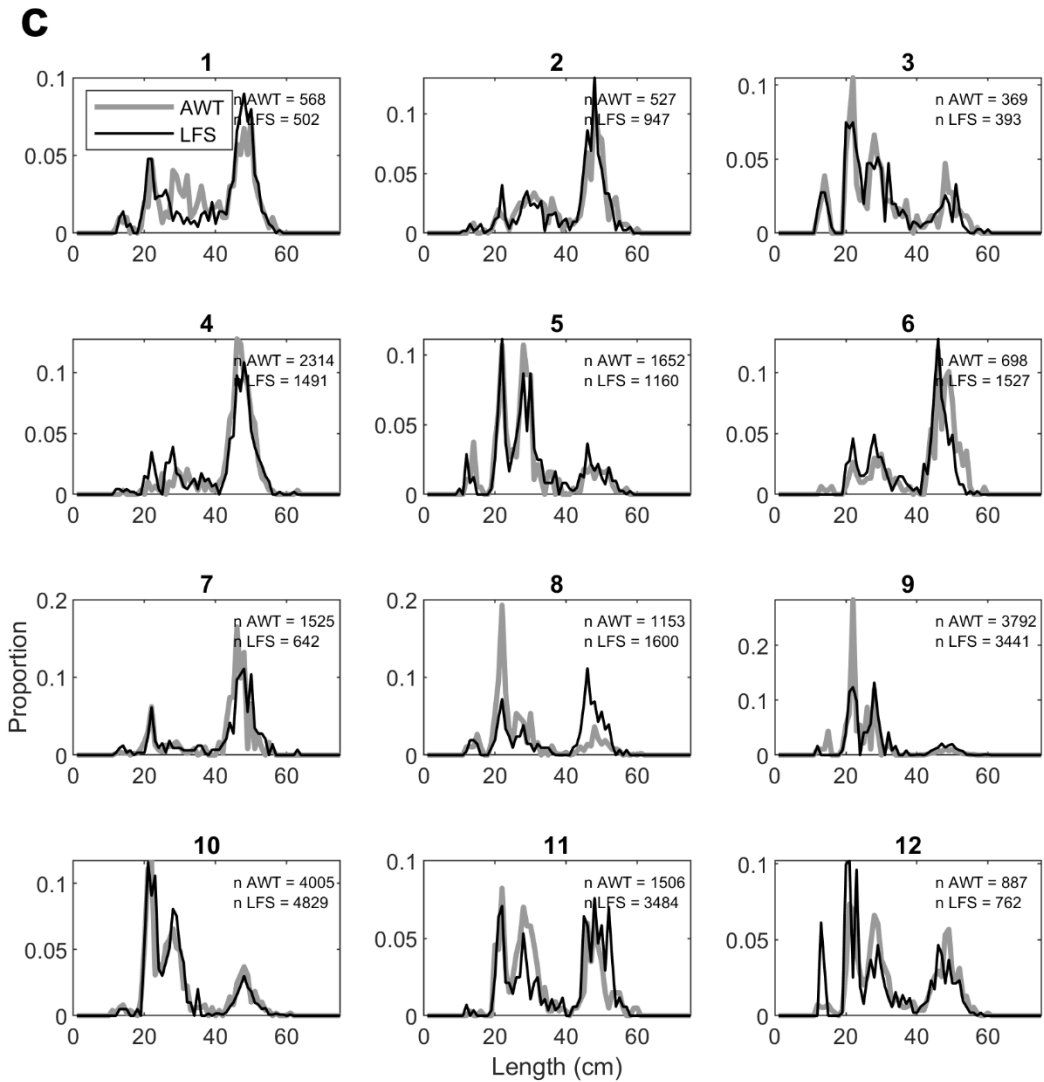 C
1
0.1
0.05
0
0 20 40 60
AWT
LFS
n AWT = 568
n LFS = 502
2
0.1
0.05
0
0 20 40 60
n AWT = 527
n LFS = 947
3
0.1
0.05
0
0 20 40 60
n AWT = 369
n LFS = 393
4
0.1
0.05
0
0 20 40 60
n AWT = 2314
n LFS = 1491
5
0.1
0.05
0
0 20 40 60
n AWT = 1652
n LFS = 1160
6
0.1
0.05
0
0 20 40 60
n AWT = 698
n LFS = 1527
Proportion
7
0.2
0.1
0
0 20 40 60
n AWT = 1525
n LFS = 642
8
0.2
0.1
0
0 20 40 60
n AWT = 1153
n LFS = 1600
9
0.2
0.1
0
0 20 40 60
n AWT = 3792
n LFS = 3441
10
0.1
0.05
0
0 20 40 60
n AWT = 4005
n LFS = 4829
11
0.1
0.05
0
0 20 40 60
n AWT = 1506
n LFS = 3484
12
0.1
0.05
0
0 20 40 60
n AWT = 887
n LFS = 762
Length (cm)